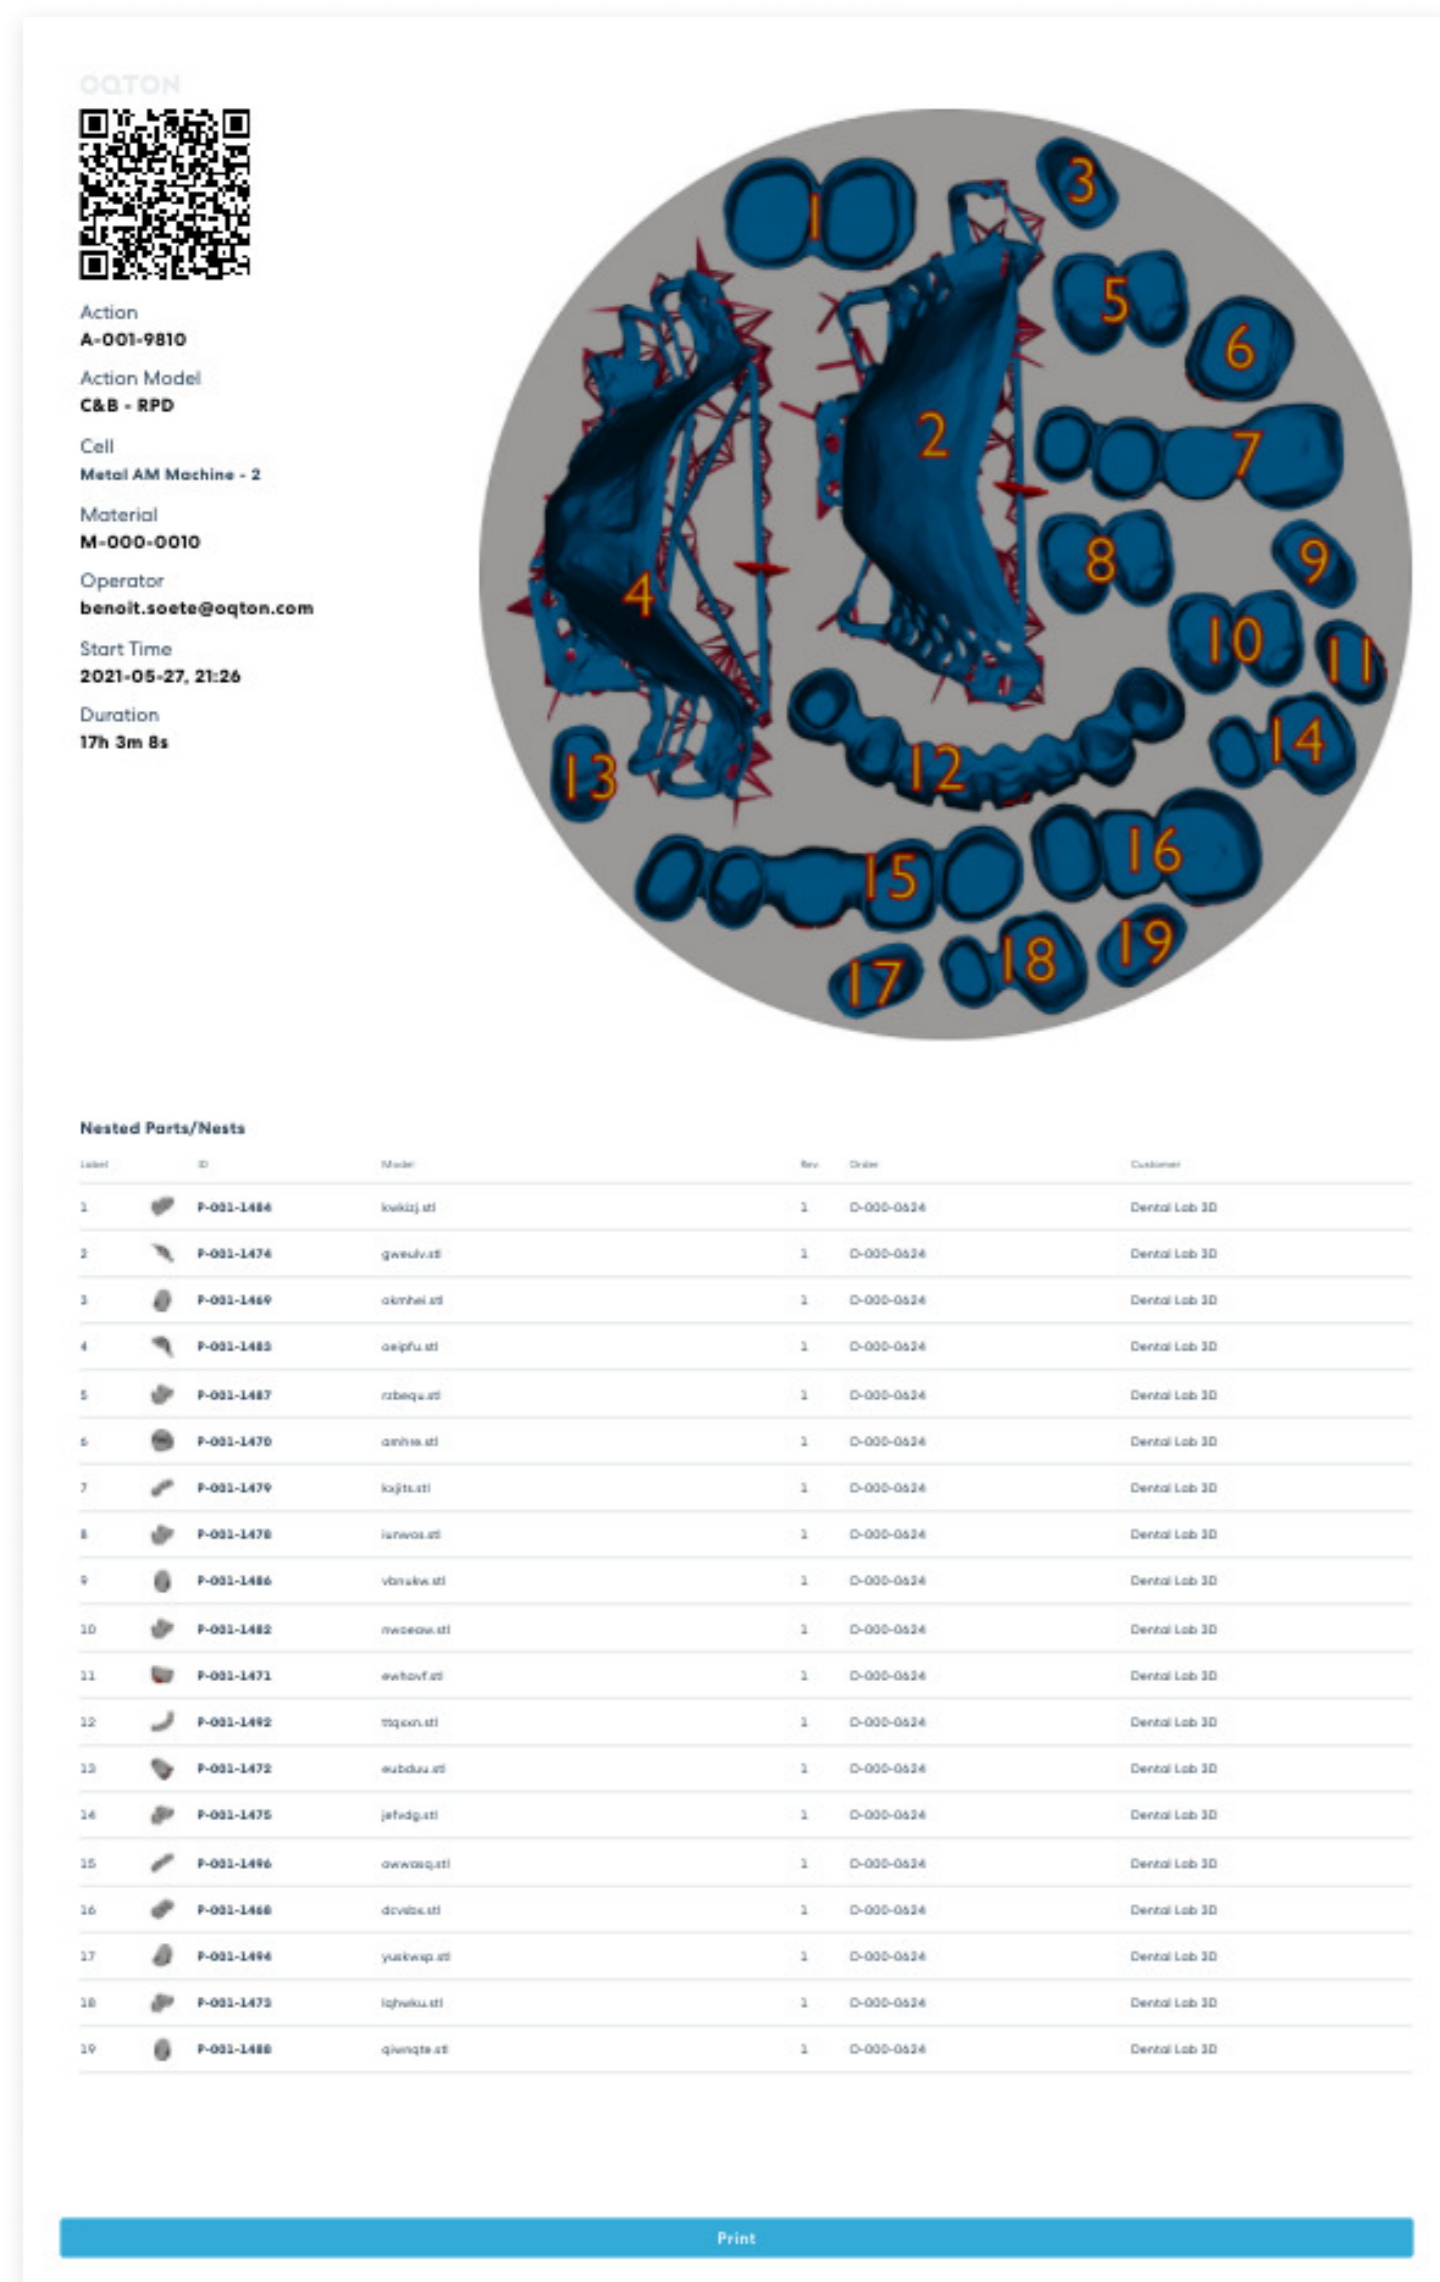 OQTON
Action
A-001-9810
Action Model
C&B - RPD
Cell
Metal AM Machine - 2
Material
M-000-0010
Operator
benoit.soete@oqton.com
Start Time
2021-05-27, 21:26
Duration
17h 3m 8s
1
2
3
4
5
6
7
8
9
10
11
12
13
14
15
16
17
18
19
Nested Parts/Nests
Label ID Model Rev Order Customer
1 P-001-1484 kwkizj.stl 1 O-000-0624 Dental Lab 3D
2 P-001-1474 gweulv.stl 1 O-000-0624 Dental Lab 3D
3 P-001-1469 1 O-000-0624 Dental Lab 3D
4 P-001-1483 1 O-000-0624 Dental Lab 3D
5 P-001-1487 rzbequ.stl 1 O-000-0624 Dental Lab 3D
6 P-001-1470 1 O-000-0624 Dental Lab 3D
7 P-001-1479 1 O-000-0624 Dental Lab 3D
8 P-001-1478 1 O-000-0624 Dental Lab 3D
9 P-001-1486 vbnukw.stl 1 O-000-0624 Dental Lab 3D
10 P-001-1482 1 O-000-0624 Dental Lab 3D
11 P-001-1471 1 O-000-0624 Dental Lab 3D
12 P-001-1492 1 O-000-0624 Dental Lab 3D
13 P-001-1472 eubduu.stl 1 O-000-0624 Dental Lab 3D
14 P-001-1475 jefvdg.stl 1 O-000-0624 Dental Lab 3D
15 P-001-1496 1 O-000-0624 Dental Lab 3D
16 P-001-1468 1 O-000-0624 Dental Lab 3D
17 P-001-1494 1 O-000-0624 Dental Lab 3D
18 P-001-1473 1 O-000-0624 Dental Lab 3D
19 P-001-1488 1 O-000-0624 Dental Lab 3D
Print